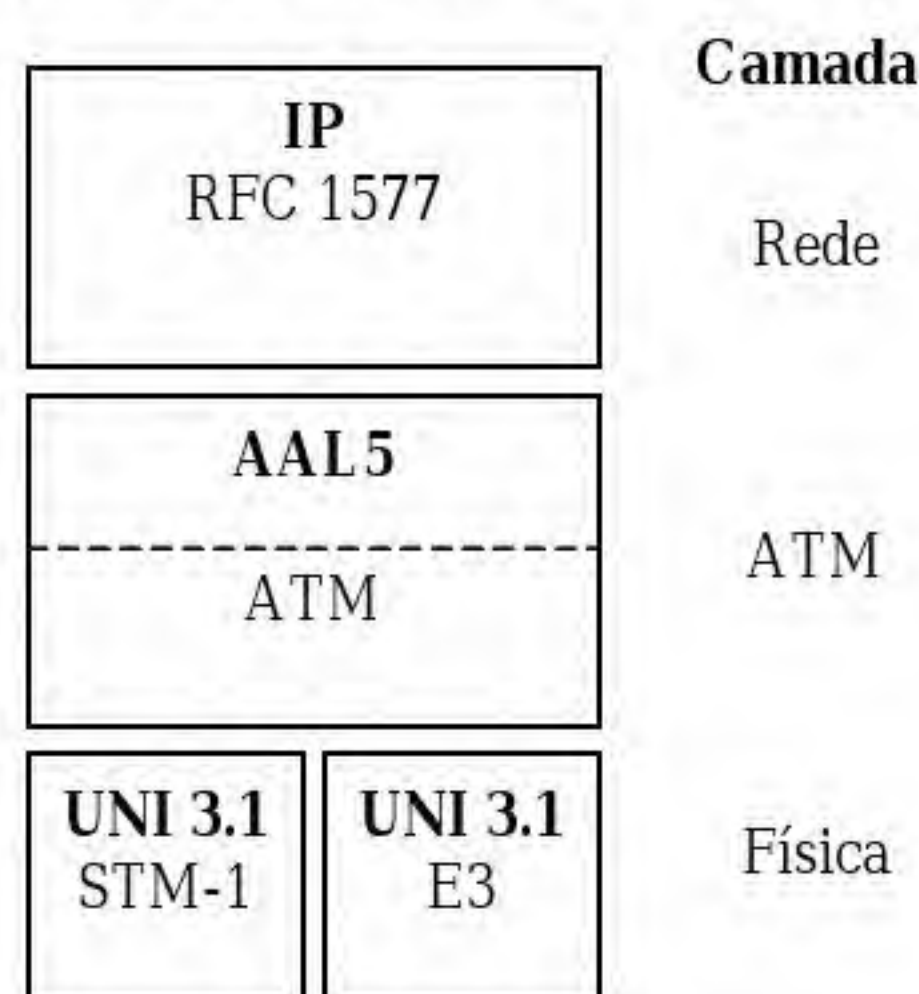 Camada
IP
RFC 1577
Rede
AAL5
ATM
ATM
UNI 3.1
STM-1
UNI 3.1
E3
Física